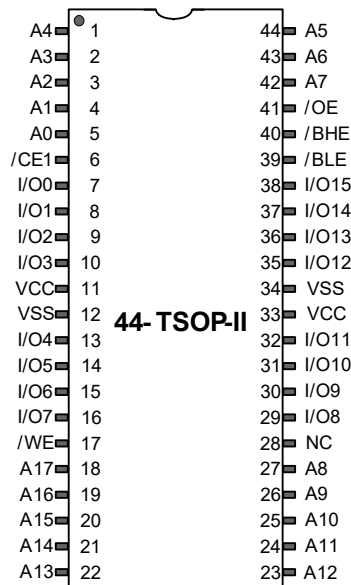 A4 1 44 A5
A3 2 43 A6
A2 3 42 A7
A1 4 41 /OE
A0 5 40 /BHE
/CE1 6 39 /BLE
I/O0 7 38 I/O15
I/O1 8 37 I/O14
I/O2 9 36 I/O13
I/O3 10 35 I/O12
VCC 11 34 VSS
VSS 12 33 VCC
44-TSOP-II
I/O4 13 32 I/O11
I/O5 14 31 I/O10
I/O6 15 30 I/O9
I/O7 16 29 I/O8
/WE 17 28 NC
A17 18 27 A8
A16 19 26 A9
A15 20 25 A10
A14 21 24 A11
A13 22 23 A12